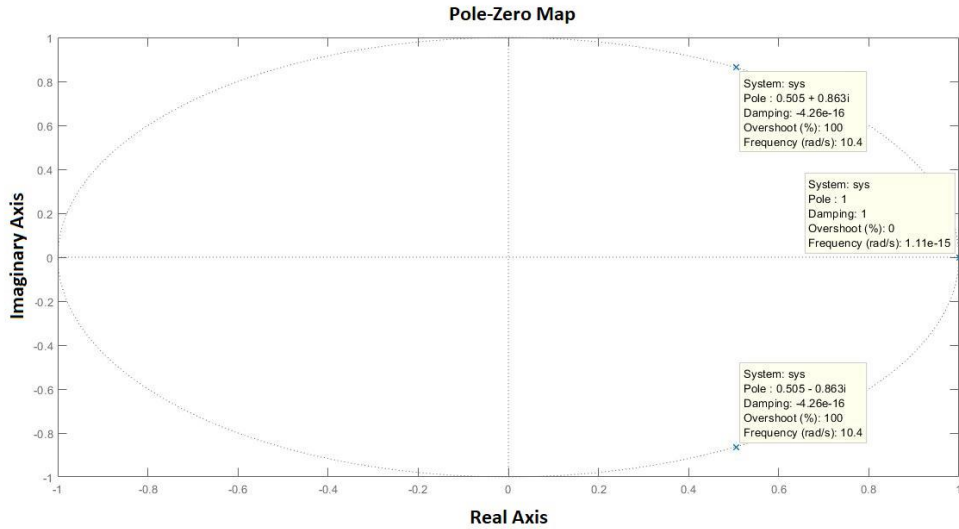 Pole-Zero Map
1
0.8
0.6
0.4
0.2
0
-0.2
-0.4
-0.6
-0.8
-1
Imaginary Axis
System: sys
Pole : 0.505 + 0.863i
Damping: -4.26e-16
Overshoot (%): 100
Frequency (rad/s): 10.4
System: sys
Pole : 1
Damping: 1
Overshoot (%): 0
Frequency (rad/s): 1.11e-15
System: sys
Pole : 0.505 - 0.863i
Damping: -4.26e-16
Overshoot (%): 100
Frequency (rad/s): 10.4
-1 -0.8 -0.6 -0.4 -0.2 0 0.2 0.4 0.6 0.8 1
Real Axis